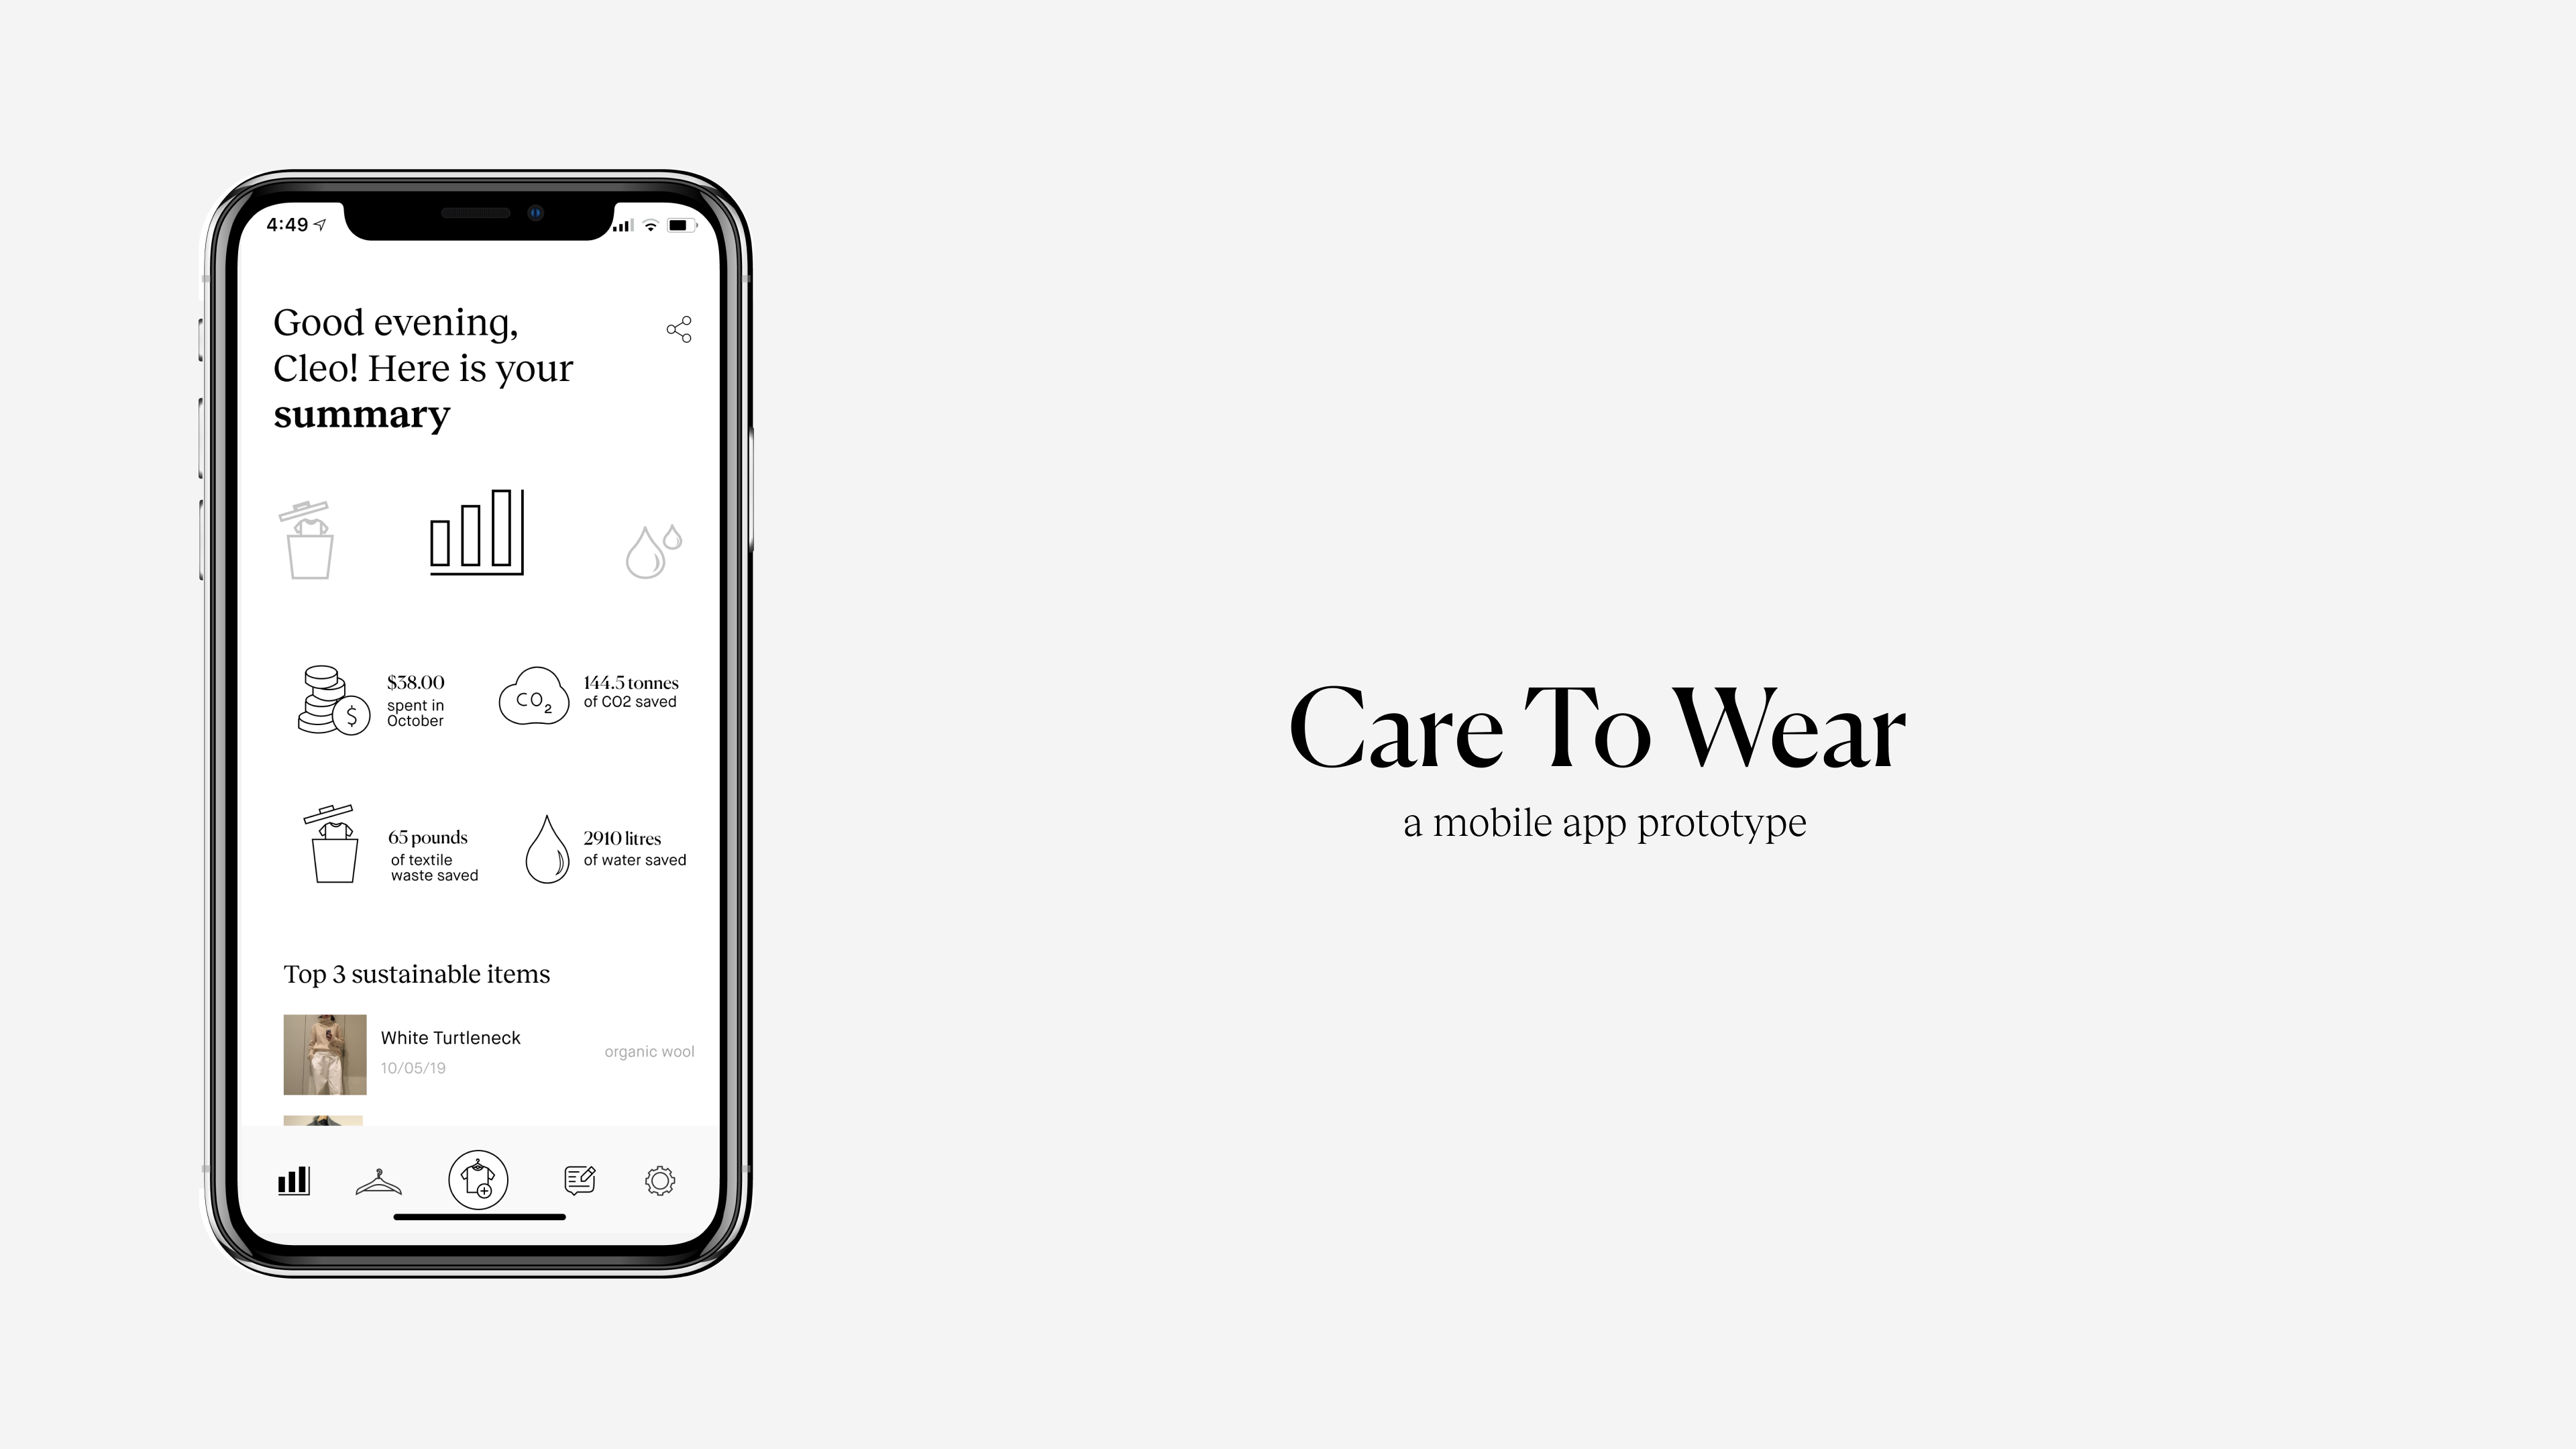 4:49
Good evening,
Cleo! Here is your
summary
$38.00
spent in
October
CO2
144.5 tonnes
of CO2 saved
65 pounds
of textile
waste saved
2910 litres
of water saved
Top 3 sustainable items
White Turtleneck
10/05/19
organic wool
Care To Wear
a mobile app prototype